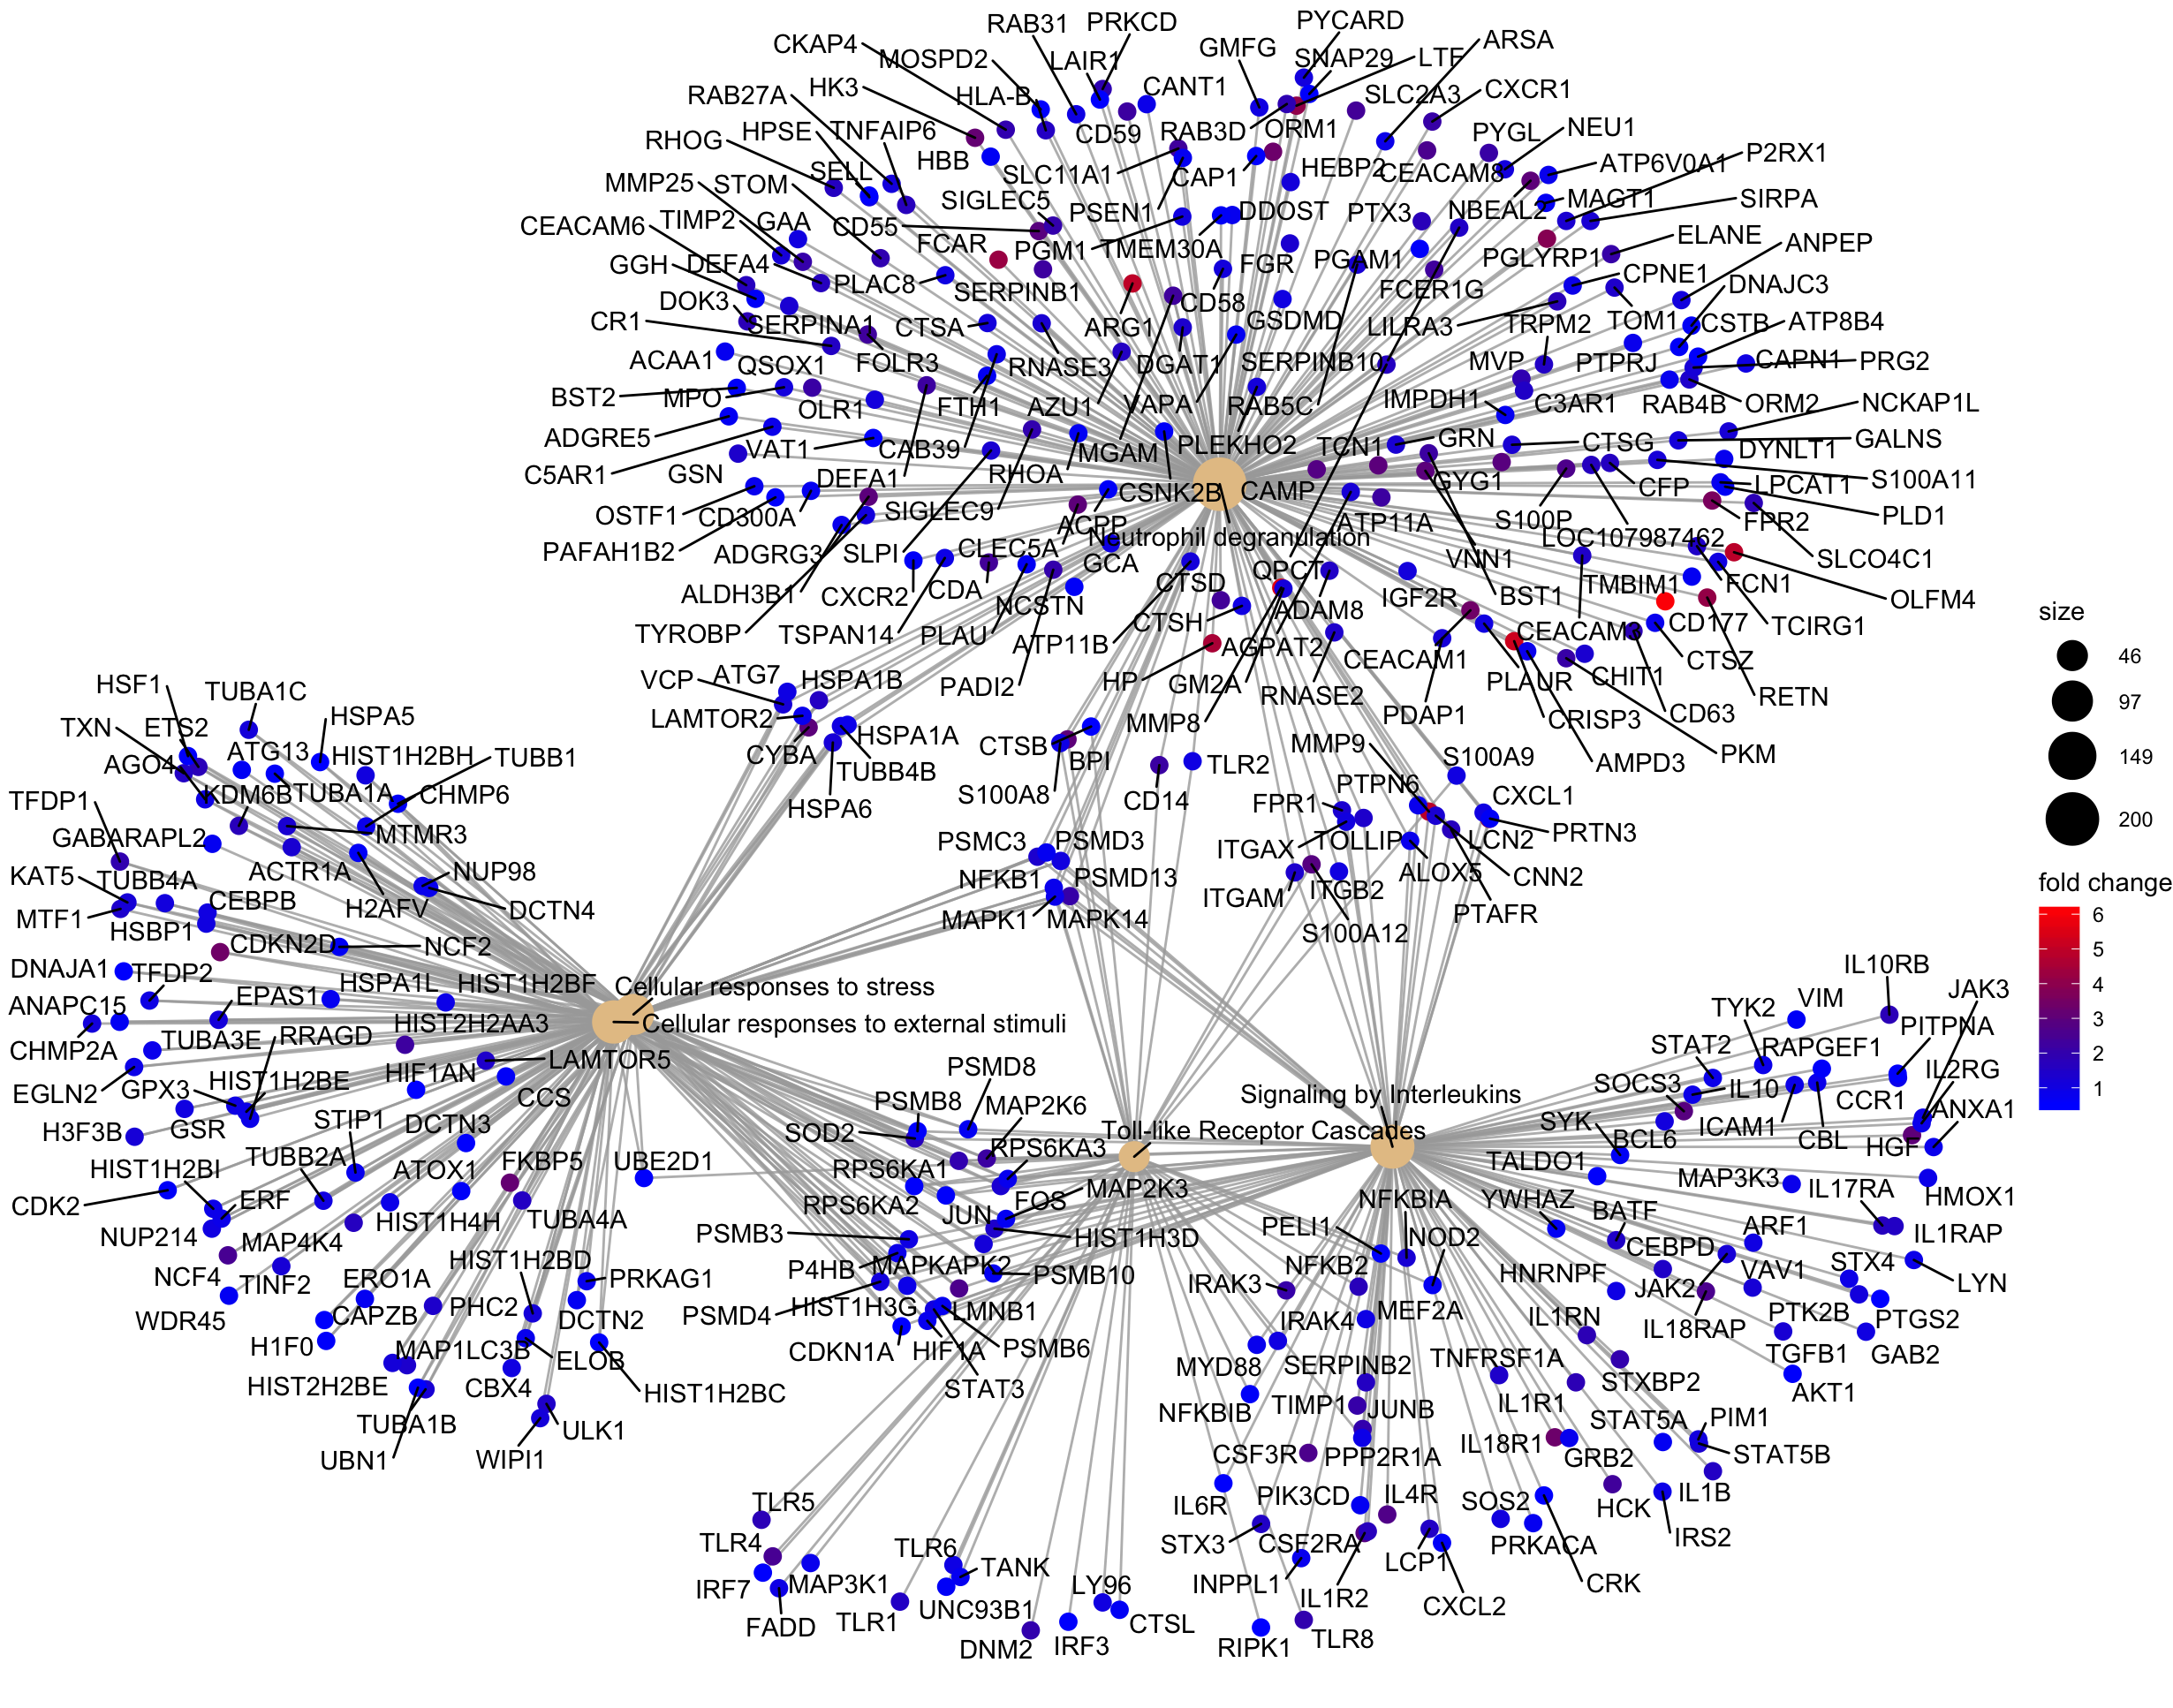 RAB31
PRKCD
PYCARD
CKAP4
MOSPD2
LAIR1
GMFG
SNAP29
LTF
ARSA
HK3
RAB27A
HLA-B
CANT1
SLC2A3
CXCR1
RHOG
HPSE
TNFAIP6
CD59
RAB3D
ORM1
PYGL
NEU1
HBB
SLC11A1
CAP1
HEBP2
CEACAM8
ATP6V0A1
P2RX1
MMP25
STOM
SELL
SIGLEC5
PSEN1
DDOST
PTX3
NBEAL2
MAGT1
SIRPA
CEACAM6
TIMP2
GAA
CD55
FCAR
PGM1
TMEM30A
FGR
PGAM1
PGLYRP1
ELANE
ANPEP
GGH
DEFA4
PLAC8
SERPINB1
CD58
FCER1G
CPNE1
DNAJC3
DOK3
CR1
SERPINA1
CTSA
ARG1
GSDMD
LILRA3
TRPM2
TOM1
CSTB
ATP8B4
ACAA1
QSOX1
FOLR3
RNASE3
DGAT1
SERPINB10
MVP
PTPRJ
CAPN1
PRG2
BST2
MPO
OLR1
FTH1
AZU1
VAPA
RAB5C
IMPDH1
C3AR1
RAB4B
ORM2
NCKAP1L
ADGRE5
C5AR1
VAT1
CAB39
RHOA
MGAM
PLEKHO2
TCN1
GRN
CTSG
DYNLT1
GALNS
GSN
DEFA1
SIGLEC9
CSNK2B
CAMP
GYG1
CFP
LPCAT1
S100A11
OSTF1
CD300A
ACPP
ATP11A
S100P
FPR2
PLD1
PAFAH1B2
ADGRG3
SLPI
CLEC5A
Neutrophil degranulation
LOC107987462
SLCO4C1
ALDH3B1
CXCR2
CDA
NCSTN
GCA
CTSD
QPCT
VNN1
TMBIM1
FCN1
OLFM4
TYROBP
TSPAN14
PLAU
ATP11B
CTSH
ADAM8
IGF2R
BST1
CEACAM3
CD177
TCIRG1
AGPAT2
CEACAM1
CTSZ
VCP
ATG7
HSPA1B
PADI2
HP
GM2A
RNASE2
PLAUR
CHIT1
RETN
HSF1
TUBA1C
LAMTOR2
MMP8
PDAP1
CRISP3
CD63
TXN
ETS2
HSPA5
CYBA
HSPA1A
CTSB
BPI
TLR2
MMP9
S100A9
AMPD3
PKM
AGO4
ATG13
HIST1H2BH
TUBB1
TUBB4B
PTPN6
TFDP1
KDM6B
TUBA1A
CHMP6
HSPA6
S100A8
CD14
FPR1
CXCL1
GABARAPL2
MTMR3
PSMC3
PSMD3
ITGAX
TOLLIP
LCN2
PRTN3
KAT5
TUBB4A
ACTR1A
NUP98
NFKB1
PSMD13
ITGAM
ITGB2
ALOX5
CNN2
MTF1
CEBPB
H2AFV
DCTN4
MAPK1
MAPK14
PTAFR
HSBP1
CDKN2D
NCF2
S100A12
DNAJA1
TFDP2
HSPA1L
HIST1H2BF
Cellular responses to stress
IL10RB
ANAPC15
EPAS1
HIST2H2AA3
Cellular responses to external stimuli
TYK2
VIM
JAK3
CHMP2A
TUBA3E
RRAGD
LAMTOR5
STAT2
RAPGEF1
PITPNA
EGLN2
GPX3
HIST1H2BE
HIF1AN
PSMD8
Signaling by Interleukins
SOCS3
IL10
IL2RG
H3F3B
GSR
STIP1
DCTN3
CCS
PSMB8
MAP2K6
SYK
ICAM1
CCR1
ANXA1
SOD2
Toll-like Receptor Cascades
BCL6
CBL
HGF
HIST1H2BI
TUBB2A
ATOX1
FKBP5
UBE2D1
RPS6KA1
RPS6KA3
TALDO1
MAP3K3
CDK2
ERF
HIST1H4H
TUBA4A
RPS6KA2
FOS
MAP2K3
NFKBIA
YWHAZ
IL17RA
HMOX1
NUP214
MAP4K4
PSMB3
JUN
HIST1H3D
PELI1
NOD2
BATF
ARF1
IL1RAP
NCF4
TINF2
HIST1H2BD
P4HB
MAPKAPK2
NFKB2
CEBPD
WDR45
ERO1A
PRKAG1
PSMB10
IRAK3
HNRNPF
JAK2
VAV1
STX4
LYN
CAPZB
PHC2
DCTN2
PSMD4
HIST1H3G
LMNB1
IRAK4
MEF2A
IL1RN
IL18RAP
PTK2B
PTGS2
H1F0
MAP1LC3B
ELOB
CDKN1A
HIF1A
PSMB6
MYD88
SERPINB2
TNFRSF1A
STXBP2
TGFB1
GAB2
HIST2H2BE
CBX4
HIST1H2BC
STAT3
NFKBIB
TIMP1
JUNB
IL1R1
STAT5A
PIM1
AKT1
TUBA1B
ULK1
CSF3R
PPP2R1A
IL18R1
GRB2
STAT5B
UBN1
WIPI1
IL6R
PIK3CD
IL4R
SOS2
HCK
IL1B
TLR5
STX3
CSF2RA
LCP1
PRKACA
IRS2
TLR4
TLR6
TANK
INPPL1
IRF7
MAP3K1
LY96
IL1R2
CXCL2
CRK
FADD
TLR1
UNC93B1
DNM2
IRF3
CTSL
RIPK1
TLR8
size
46
97
149
200
fold change
6
5
4
3
2
1